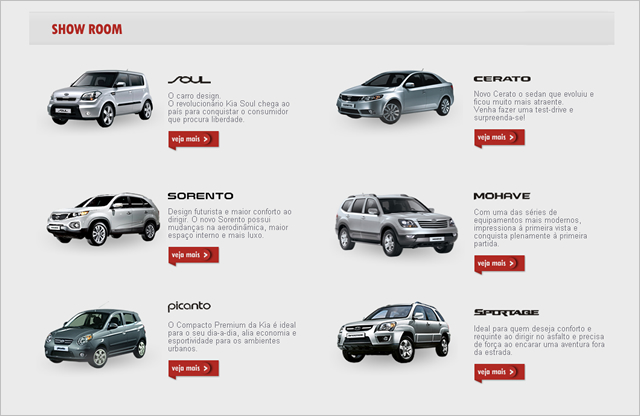 SHOW ROOM
SOUL
O carro design.
O revolucionário Kia Soul chega ao
país para conquistar o consumidor
que procura liberdade.
veja mais >
CERATO
Novo Cerato o sedan que evoluiu e
ficou muito mais atraente.
Venha fazer uma test-drive e
surpreenda-se!
veja mais >
SORENTO
Design futurista e maior conforto ao
dirigir. O novo Sorento possui
mudanças na aerodinâmica, maior
espaço interno e mais luxo.
veja mais >
MOHAVE
Com uma das séries de
equipamentos mais modernos,
impressiona à primeira vista e
conquista plenamente à primeira
partida.
veja mais >
picanto
O Compacto Premium da Kia é ideal
para o seu dia-a-dia, alia economia e
esportividade para os ambientes
urbanos.
veja mais >
SPORTAGE
Ideal para quem deseja conforto e
requinte ao dirigir no asfalto e precisa
de força ao encarar uma aventura fora
da estrada.
veja mais >